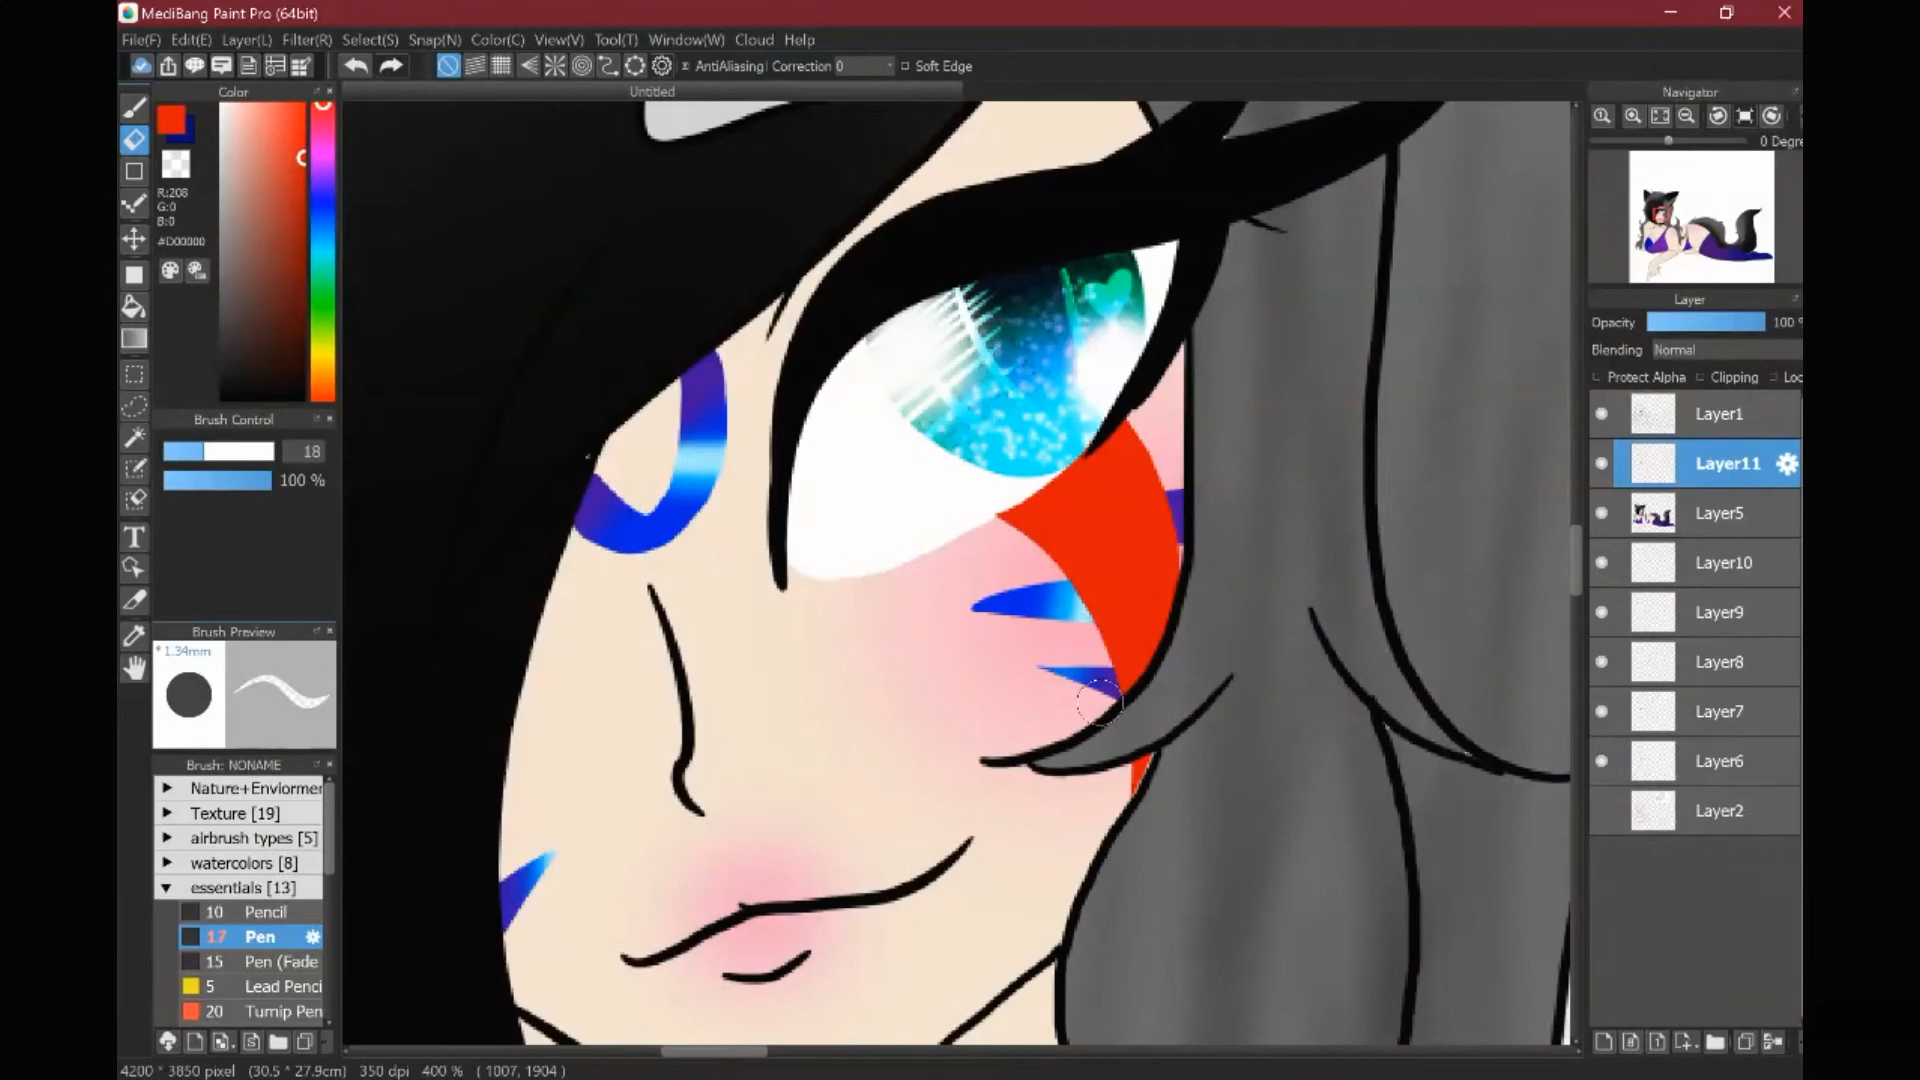 MediBang Paint Pro (64bit)
File(F) Edit(E) Layer(L) Filter(R) Select(S) Snap(N) Color(C) View(V) Tool(T) Window(W) Cloud Help
AntiAliasing Correction 0 Soft Edge
Color
Untitled
Navigator
R:208
G:0
B:0
#D00000
0 Degre
Layer
Opacity 100 %
Blending Normal
Protect Alpha Clipping Loc
Brush Control
18
100 %
Layer1
Layer11
Layer5
Layer10
Layer9
Layer8
Layer7
Layer6
Layer2
Brush Preview
* 1.34mm
Brush: NONAME
Nature+Enviormer
Texture [19]
airbrush types [5]
watercolors [8]
essentials [13]
10 Pencil
17 Pen
15 Pen (Fade
5 Lead Penci
20 Turnip Pen
4200 * 3850 pixel (30.5 * 27.9cm) 350 dpi 400 % ( 1007, 1904 )